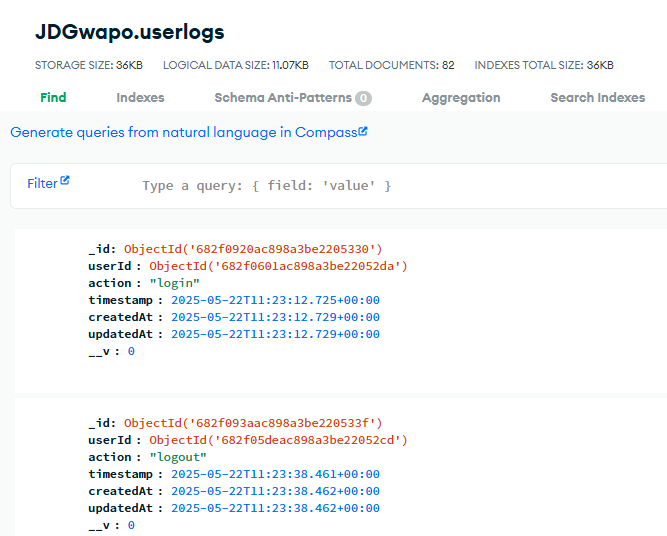 JDGwapo.userlogs
STORAGE SIZE: 36KB LOGICAL DATA SIZE: 11.07KB TOTAL DOCUMENTS: 82 INDEXES TOTAL SIZE: 36KB
Find Indexes Schema Anti-Patterns 0 Aggregation Search Indexes
Generate queries from natural language in Compass
Filter Type a query: { field: 'value' }
_id: ObjectId('682f0920ac898a3be2205330')
userId : ObjectId('682f0601ac898a3be22052da')
action : "login"
timestamp : 2025-05-22T11:23:12.725+00:00
createdAt : 2025-05-22T11:23:12.729+00:00
updatedAt : 2025-05-22T11:23:12.729+00:00
__v : 0
_id: ObjectId('682f093aac898a3be220533f')
userId : ObjectId('682f05deac898a3be22052cd')
action : "logout"
timestamp : 2025-05-22T11:23:38.461+00:00
createdAt : 2025-05-22T11:23:38.462+00:00
updatedAt : 2025-05-22T11:23:38.462+00:00
__v : 0